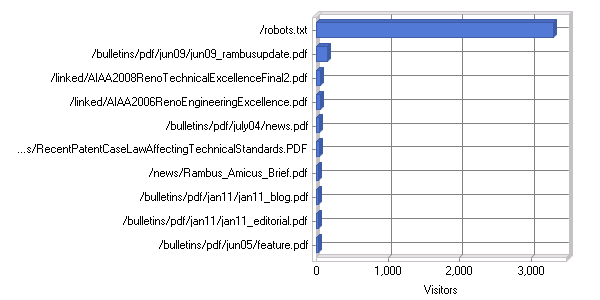 /robots.txt
/bulletins/pdf/jun09/jun09_rambusupdate.pdf
/linked/AIAA2008RenoTechnicalExcellenceFinal2.pdf
/linked/AIAA2006RenoEngineeringExcellence.pdf
/bulletins/pdf/july04/news.pdf
...s/RecentPatentCaseLawAffectingTechnicalStandards.PDF
/news/Rambus_Amicus_Brief.pdf
/bulletins/pdf/jan11/jan11_blog.pdf
/bulletins/pdf/jan11/jan11_editorial.pdf
/bulletins/pdf/jun05/feature.pdf
0 1,000 2,000 3,000
Visitors